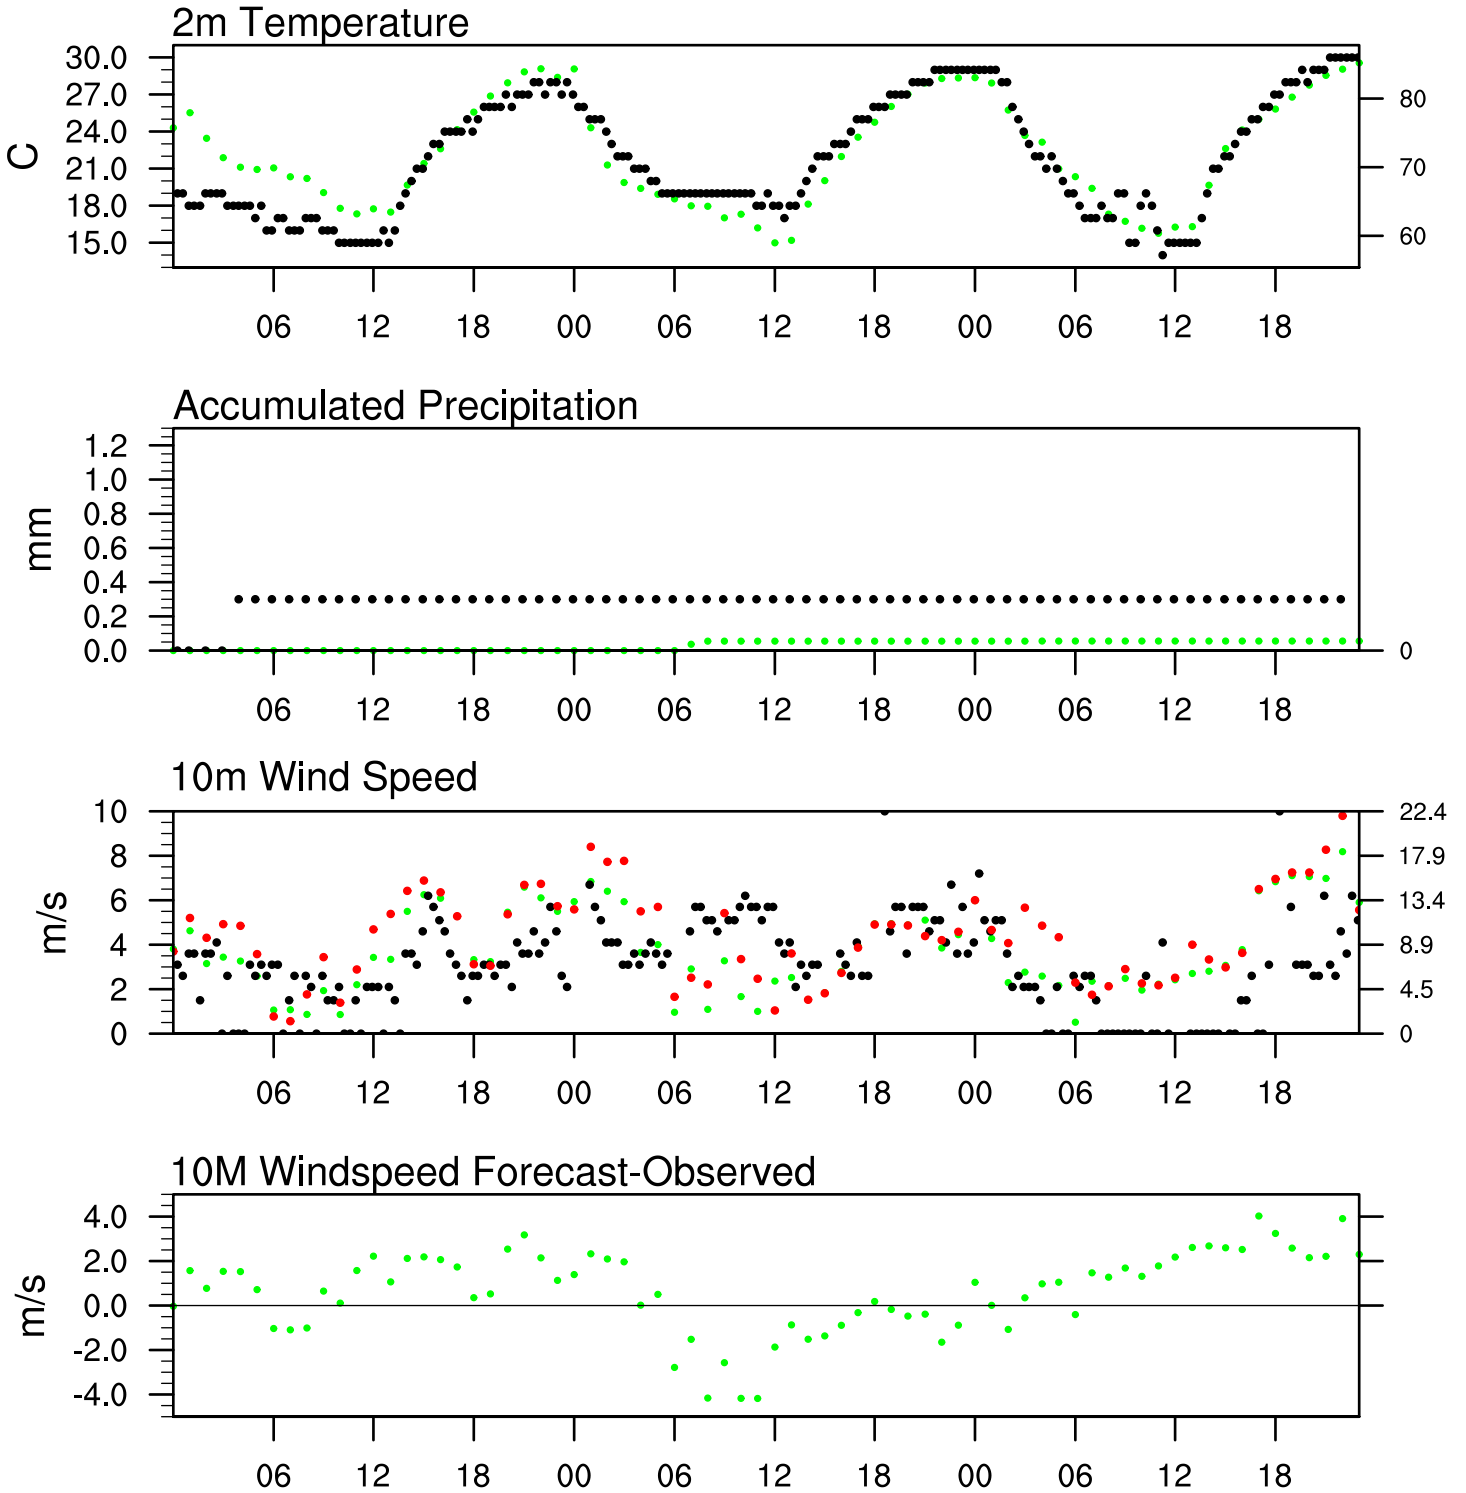 2m Temperature
30.0
27.0
24.0
21.0
18.0
15.0
C
80
70
60
06 12 18 00 06 12 18 00 06 12 18
Accumulated Precipitation
1.2
1.0
0.8
0.6
0.4
0.2
0.0
mm
0
06 12 18 00 06 12 18 00 06 12 18
10m Wind Speed
10
8
6
4
2
0
m/s
22.4
17.9
13.4
8.9
4.5
0
06 12 18 00 06 12 18 00 06 12 18
10M Windspeed Forecast-Observed
4.0
2.0
0.0
-2.0
-4.0
m/s
06 12 18 00 06 12 18 00 06 12 18